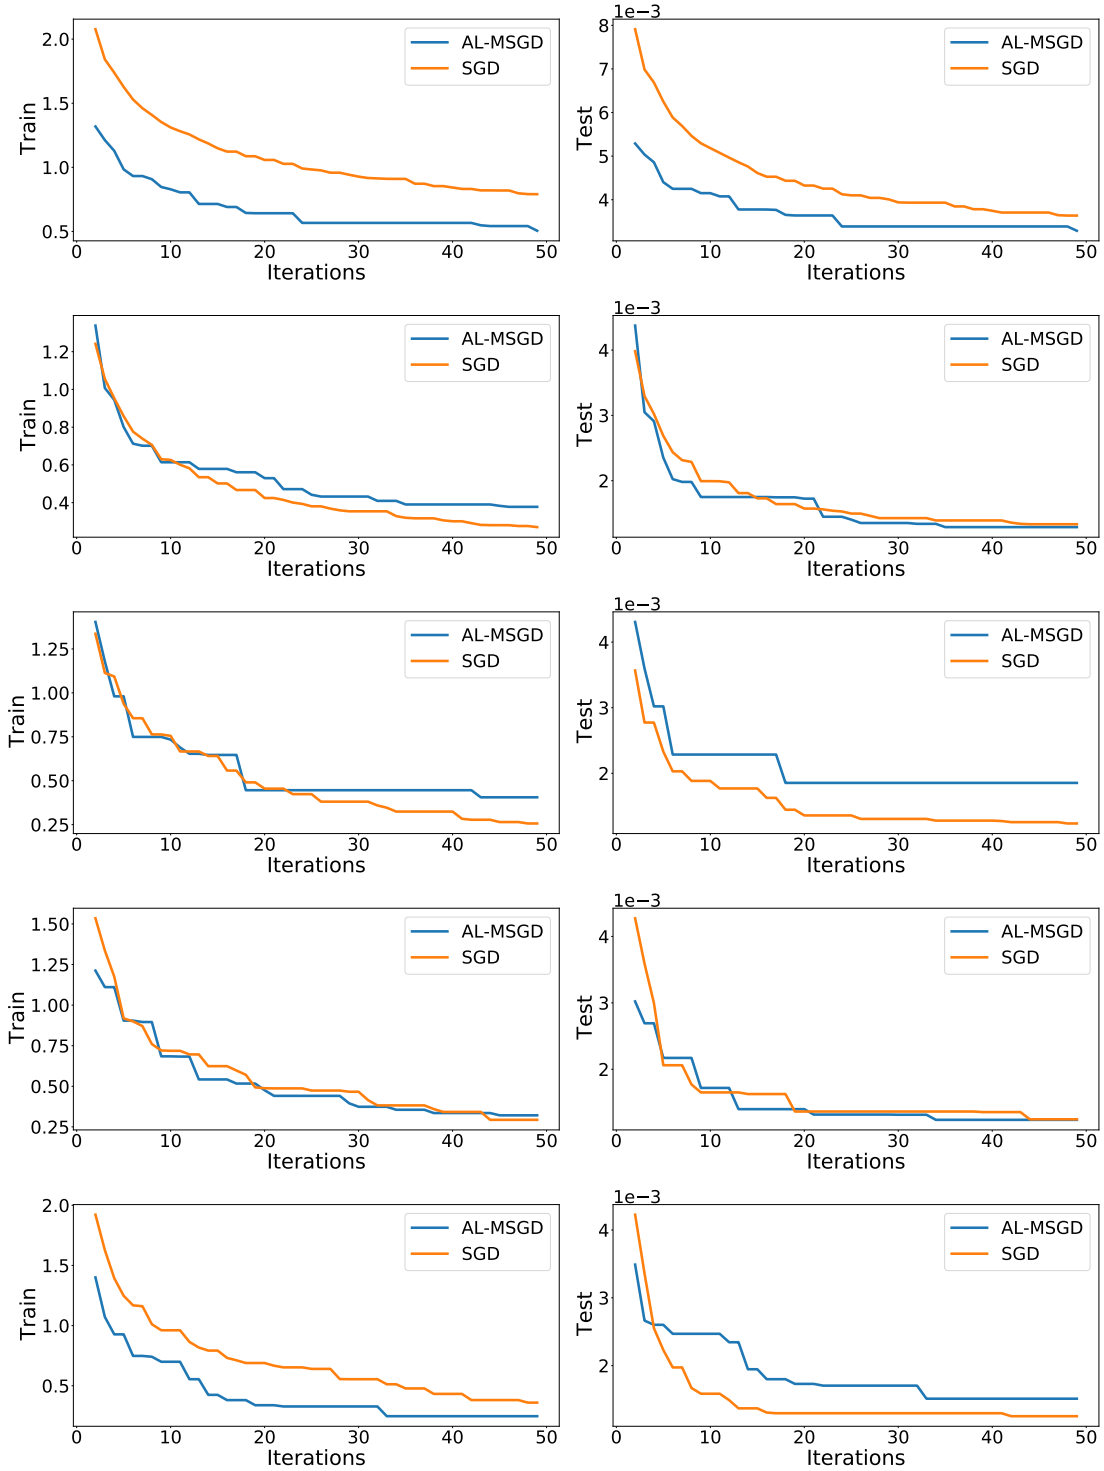 2.0
1.5
1.0
0.5
Train
AL-MSGD
SGD
0 10 20 30 40 50
Iterations
1e−3
8
7
6
5
4
Test
AL-MSGD
SGD
0 10 20 30 40 50
Iterations
1.2
1.0
0.8
0.6
0.4
Train
AL-MSGD
SGD
0 10 20 30 40 50
Iterations
1e−3
4
3
2
Test
AL-MSGD
SGD
0 10 20 30 40 50
Iterations
1.25
1.00
0.75
0.50
0.25
Train
AL-MSGD
SGD
0 10 20 30 40 50
Iterations
1e−3
4
3
2
Test
AL-MSGD
SGD
0 10 20 30 40 50
Iterations
1.50
1.25
1.00
0.75
0.50
0.25
Train
AL-MSGD
SGD
0 10 20 30 40 50
Iterations
1e−3
4
3
2
Test
AL-MSGD
SGD
0 10 20 30 40 50
Iterations
2.0
1.5
1.0
0.5
Train
AL-MSGD
SGD
0 10 20 30 40 50
Iterations
1e−3
4
3
2
Test
AL-MSGD
SGD
0 10 20 30 40 50
Iterations